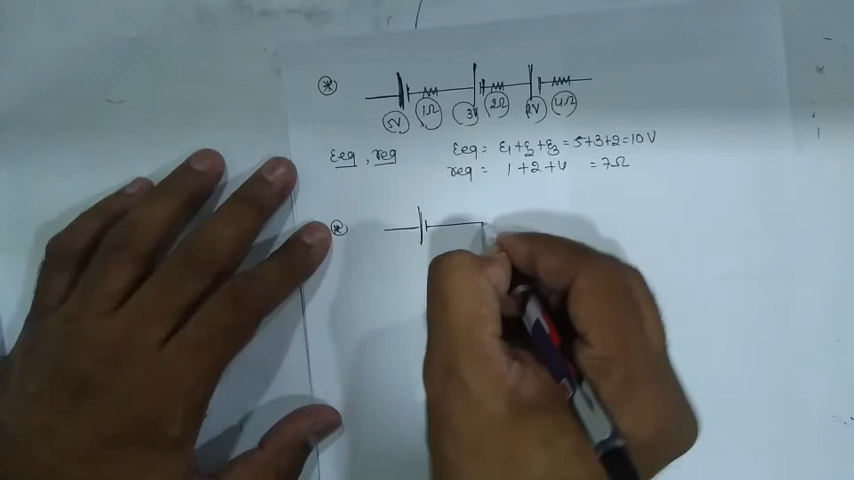 *
5V 1Ω 3V 2Ω 2V 4Ω
εeq , req εeq = ε1 + ε2 + ε3 = 5+3+2 = 10 V
req = 1+2+4 = 7Ω
*